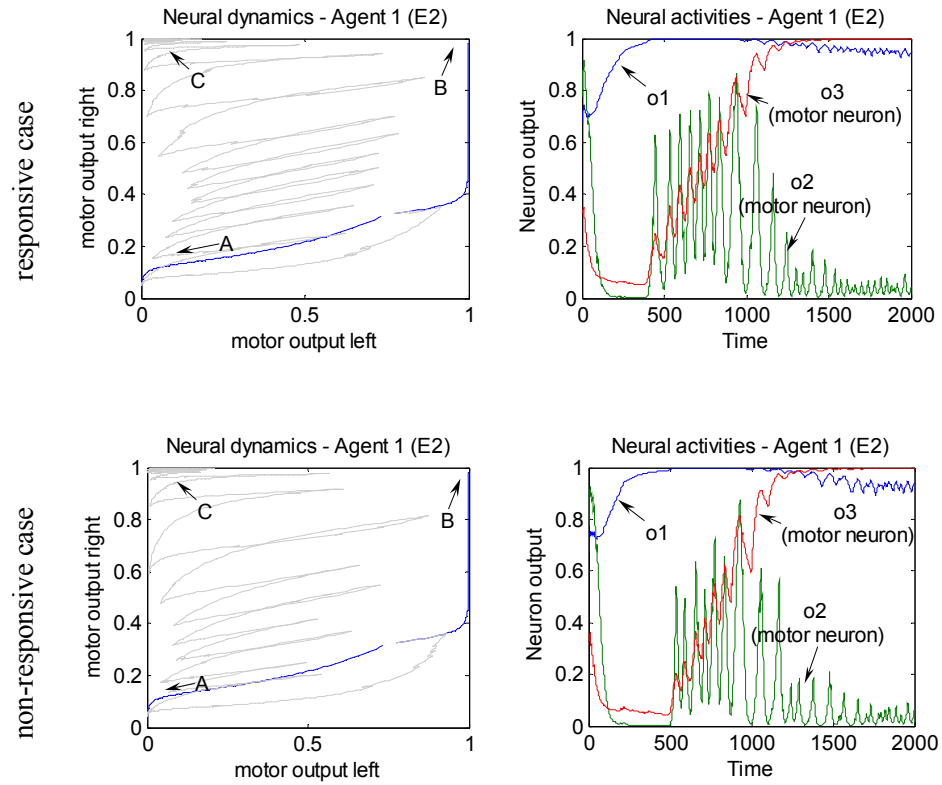 responsive case
Neural dynamics - Agent 1 (E2)
motor output right
1
0.8
0.6
0.4
0.2
0
A
B
C
0
0.5
1
motor output left
Neural activities - Agent 1 (E2)
Neuron output
1
0.8
0.6
0.4
0.2
0
o1
o3
(motor neuron)
o2
(motor neuron)
0
500
1000
1500
2000
Time
non-responsive case
Neural dynamics - Agent 1 (E2)
motor output right
1
0.8
0.6
0.4
0.2
0
A
B
C
0
0.5
1
motor output left
Neural activities - Agent 1 (E2)
Neuron output
1
0.8
0.6
0.4
0.2
0
o1
o3
(motor neuron)
o2
(motor neuron)
0
500
1000
1500
2000
Time